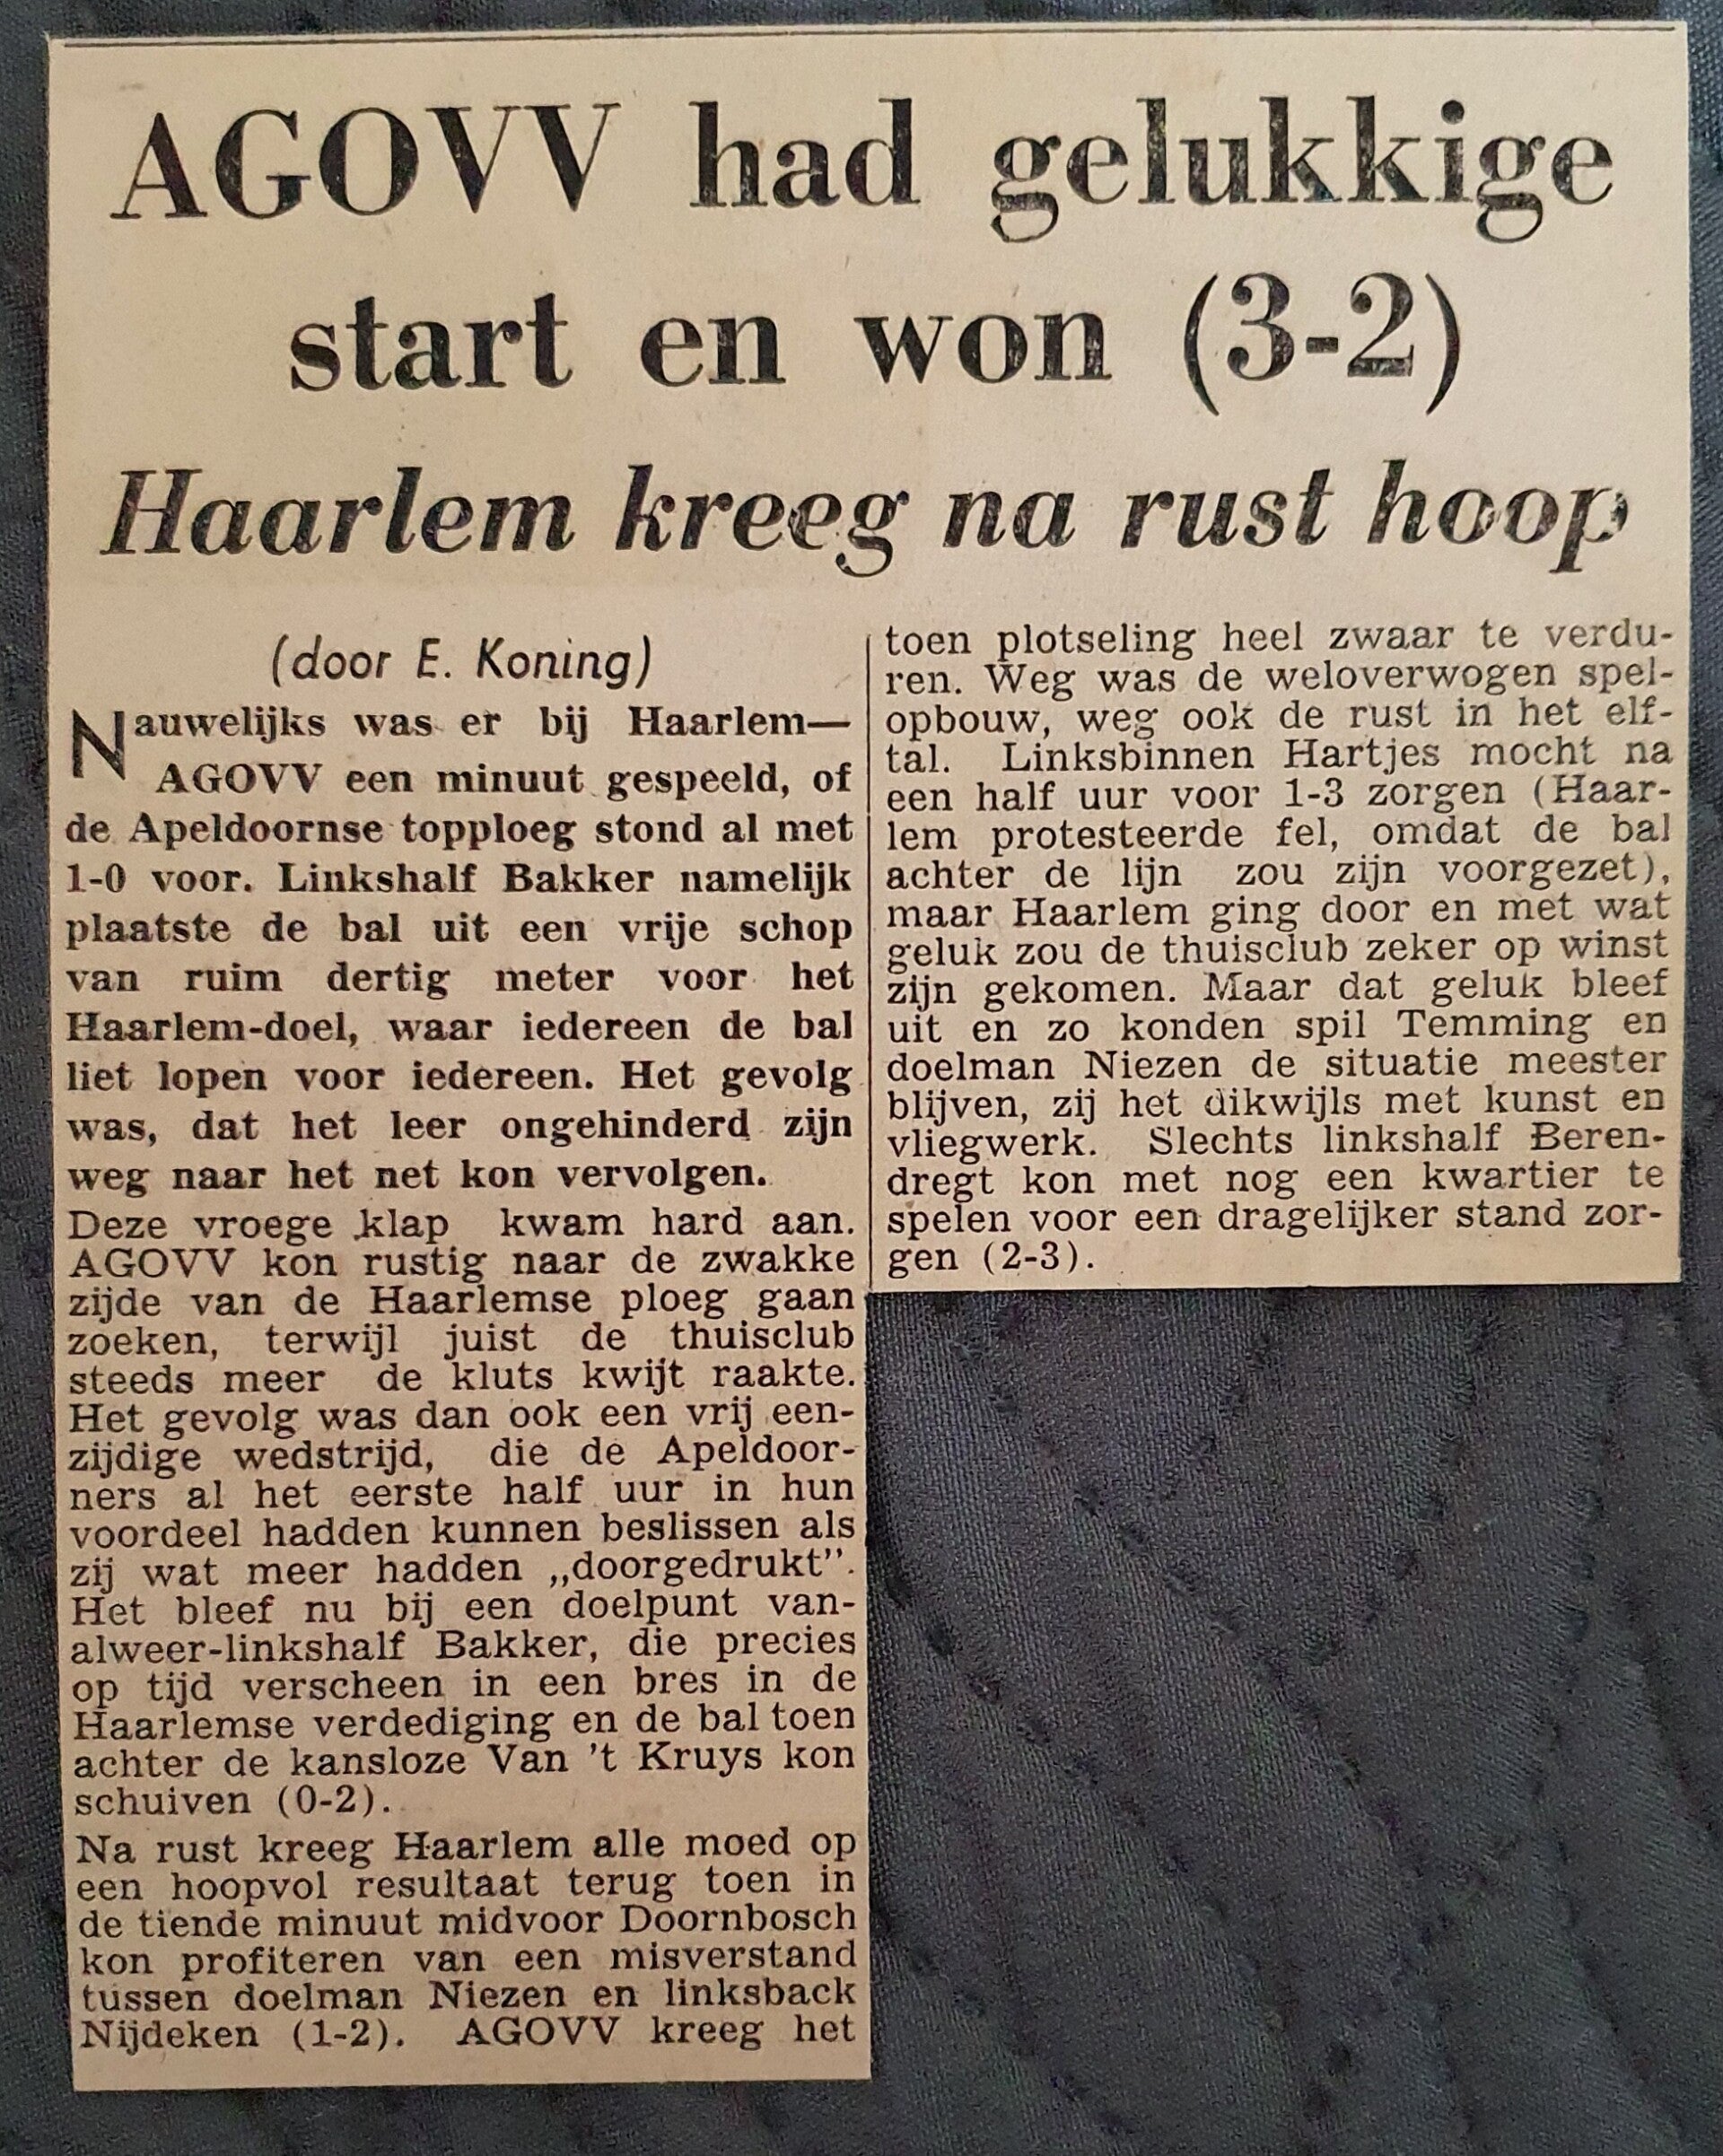 AGOVV had gelukkige
start en won (3-2)
Haarlem kreeg na rust hoop
(door E. Koning)
Nauwelijks was er bij Haarlem—
AGOVV een minuut gespeeld, of
de Apeldoornse topploeg stond al met
1-0 voor. Linkshalf Bakker namelijk
plaatste de bal uit een vrije schop
van ruim dertig meter voor het
Haarlem-doel, waar iedereen de bal
liet lopen voor iedereen. Het gevolg
was, dat het leer ongehinderd zijn
weg naar het net kon vervolgen.
Deze vroege klap kwam hard aan.
AGOVV kon rustig naar de zwakke
zijde van de Haarlemse ploeg gaan
zoeken, terwijl juist de thuisclub
steeds meer de kluts kwijt raakte.
Het gevolg was dan ook een vrij een-
zijdige wedstrijd, die de Apeldoor-
ners al het eerste half uur in hun
voordeel hadden kunnen beslissen als
zij wat meer hadden „doorgedrukt”.
Het bleef nu bij een doelpunt van-
alweer-linkshalf Bakker, die precies
op tijd verscheen in een bres in de
Haarlemse verdediging en de bal toen
achter de kansloze Van 't Kruys kon
schuiven (0-2).
Na rust kreeg Haarlem alle moed op
een hoopvol resultaat terug toen in
de tiende minuut midvoor Doornbosch
kon profiteren van een misverstand
tussen doelman Niezen en linksback
Nijdeken (1-2). AGOVV kreeg het
toen plotseling heel zwaar te verdu-
ren. Weg was de weloverwogen spel-
opbouw, weg ook de rust in het elf-
tal. Linksbinnen Hartjes mocht na
een half uur voor 1-3 zorgen (Haar-
lem protesteerde fel, omdat de bal
achter de lijn zou zijn voorgezet),
maar Haarlem ging door en met wat
geluk zou de thuisclub zeker op winst
zijn gekomen. Maar dat geluk bleef
uit en zo konden spil Temming en
doelman Niezen de situatie meester
blijven, zij het dikwijls met kunst en
vliegwerk. Slechts linkshalf Beren-
dregt kon met nog een kwartier te
spelen voor een dragelijker stand zor-
gen (2-3).